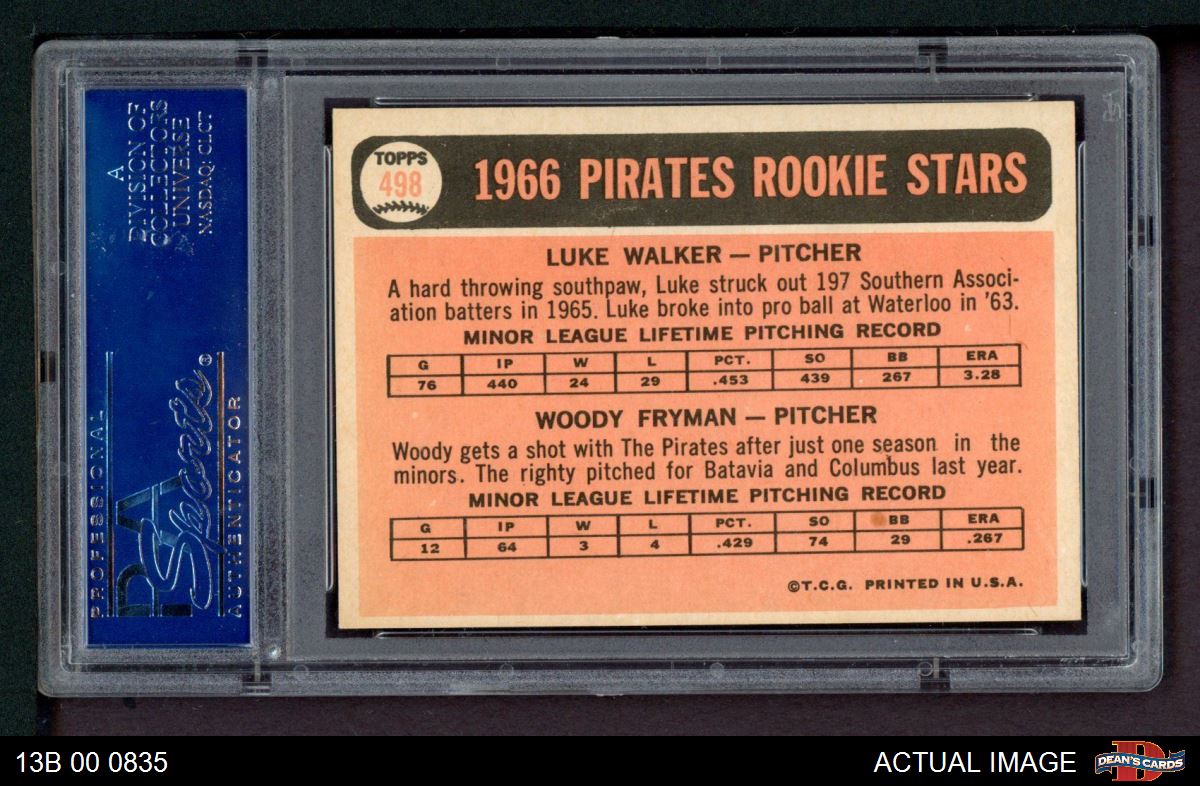 A
DIVISION OF
COLLECTORS
UNIVERSE
NASDAQ: CLCT
PROFESSIONAL
PSA
Sports®
AUTHENTICATOR
TOPPS
498
1966 PIRATES ROOKIE STARS
LUKE WALKER — PITCHER
A hard throwing southpaw, Luke struck out 197 Southern Associ-
ation batters in 1965. Luke broke into pro ball at Waterloo in '63.
MINOR LEAGUE LIFETIME PITCHING RECORD
G IP W L PCT. SO BB ERA
76 440 24 29 .453 439 267 3.28
WOODY FRYMAN — PITCHER
Woody gets a shot with The Pirates after just one season in the
minors. The righty pitched for Batavia and Columbus last year.
MINOR LEAGUE LIFETIME PITCHING RECORD
G IP W L PCT. SO BB ERA
12 64 3 4 .429 74 29 .267
©T.C.G. PRINTED IN U.S.A.
13B 00 0835
ACTUAL IMAGE
D
DEAN'S CARDS